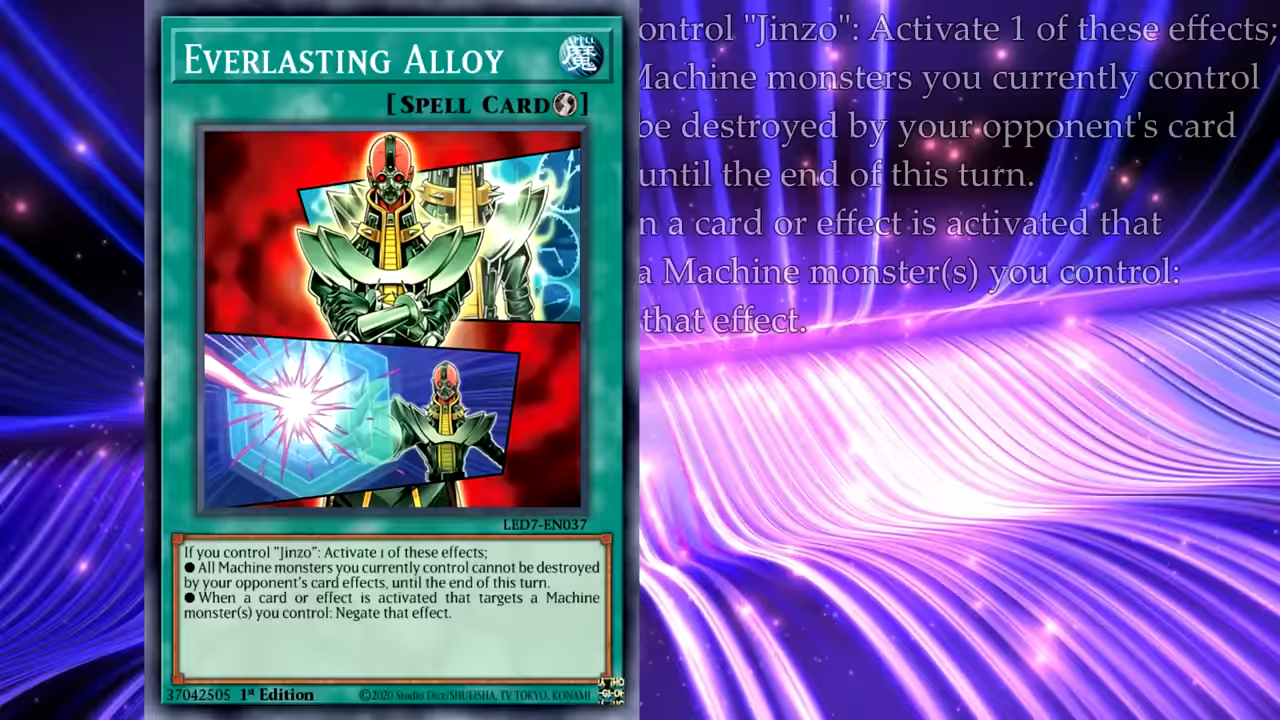 EVERLASTING ALLOY
SPELL
魔
[SPELL CARD]
LED7-EN037
If you control "Jinzo": Activate 1 of these effects;
● All Machine monsters you currently control cannot be destroyed
by your opponent's card effects, until the end of this turn.
● When a card or effect is activated that targets a Machine
monster(s) you control: Negate that effect.
37042505 1st Edition ©2020 Studio Dice/SHUEISHA, TV TOKYO, KONAMI
ontrol "Jinzo": Activate 1 of these effects;
Machine monsters you currently control
be destroyed by your opponent's card
until the end of this turn.
n a card or effect is activated that
a Machine monster(s) you control:
that effect.